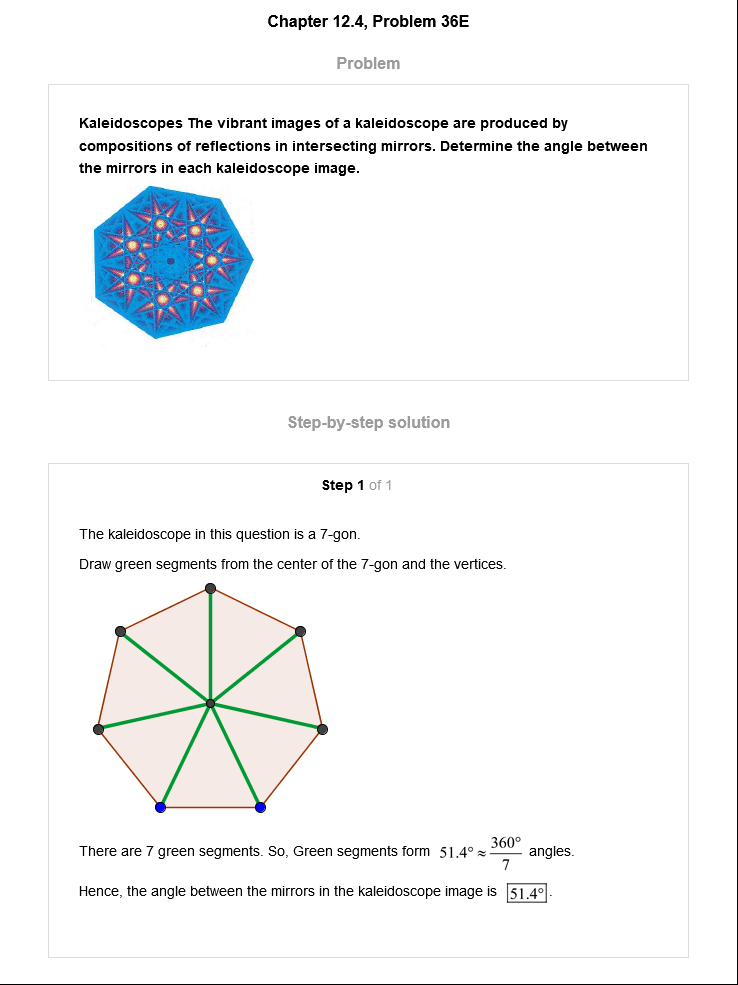 Chapter 12.4, Problem 36E
Problem
Kaleidoscopes The vibrant images of a kaleidoscope are produced by
compositions of reflections in intersecting mirrors. Determine the angle between
the mirrors in each kaleidoscope image.
Step-by-step solution
Step 1 of 1
The kaleidoscope in this question is a 7-gon.
Draw green segments from the center of the 7-gon and the vertices.
There are 7 green segments. So, Green segments form 51.4° ≈ 360°/7 angles.
Hence, the angle between the mirrors in the kaleidoscope image is 51.4°.